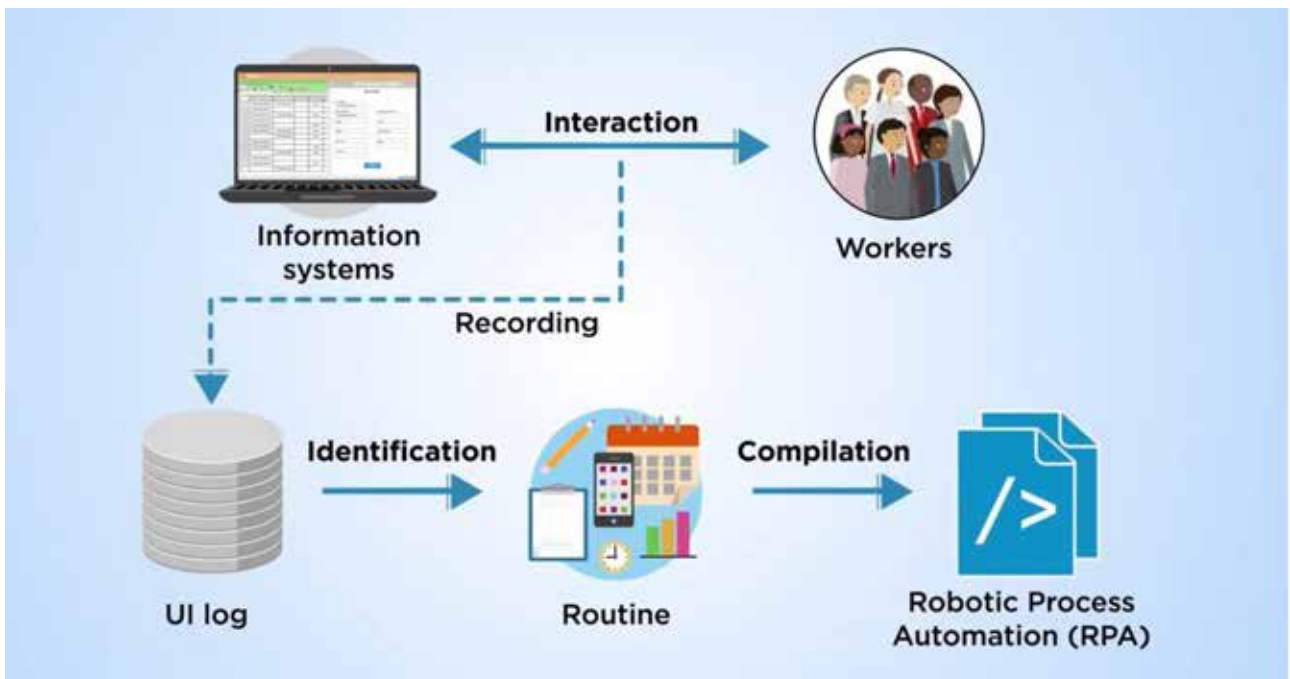 Interaction
Information
systems
Workers
Recording
Identification
Compilation
/>
UI log
Routine
Robotic Process
Automation (RPA)